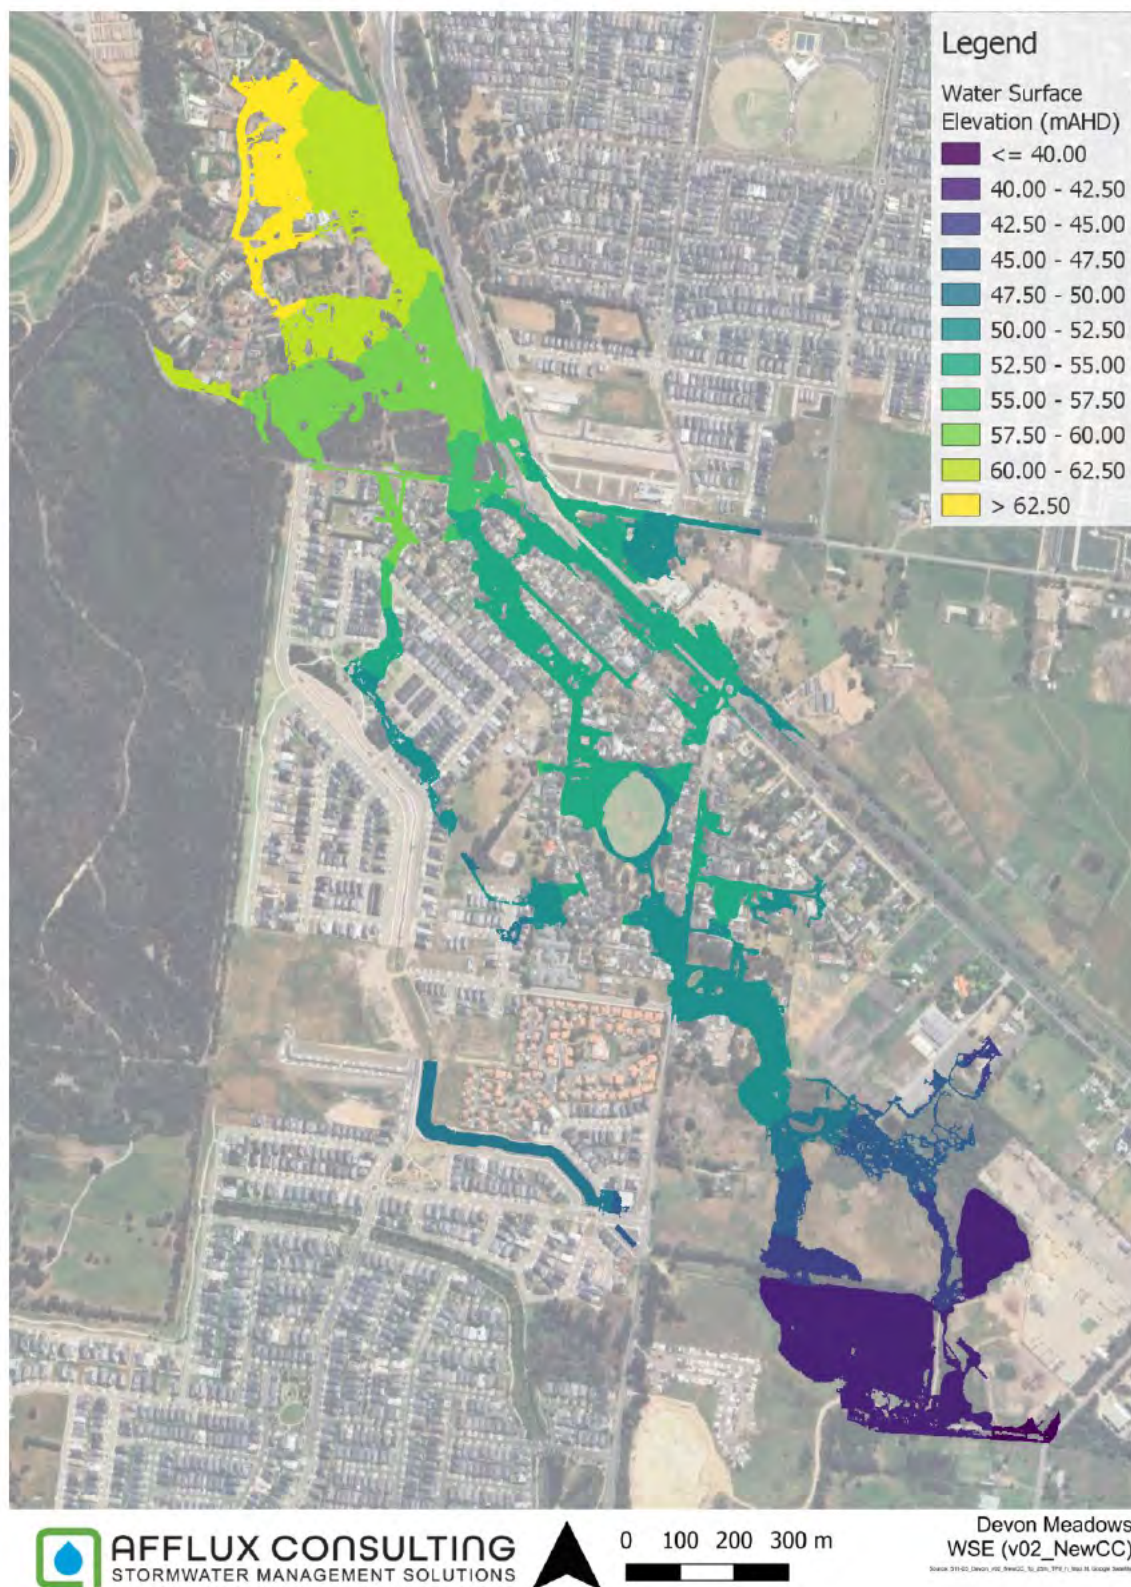 Legend
Water Surface
Elevation (mAHD)
<= 40.00
40.00 - 42.50
42.50 - 45.00
45.00 - 47.50
47.50 - 50.00
50.00 - 52.50
52.50 - 55.00
55.00 - 57.50
57.50 - 60.00
60.00 - 62.50
> 62.50
AFFLUX CONSULTING
STORMWATER MANAGEMENT SOLUTIONS
0 100 200 300 m
Devon Meadows
WSE (v02_NewCC)